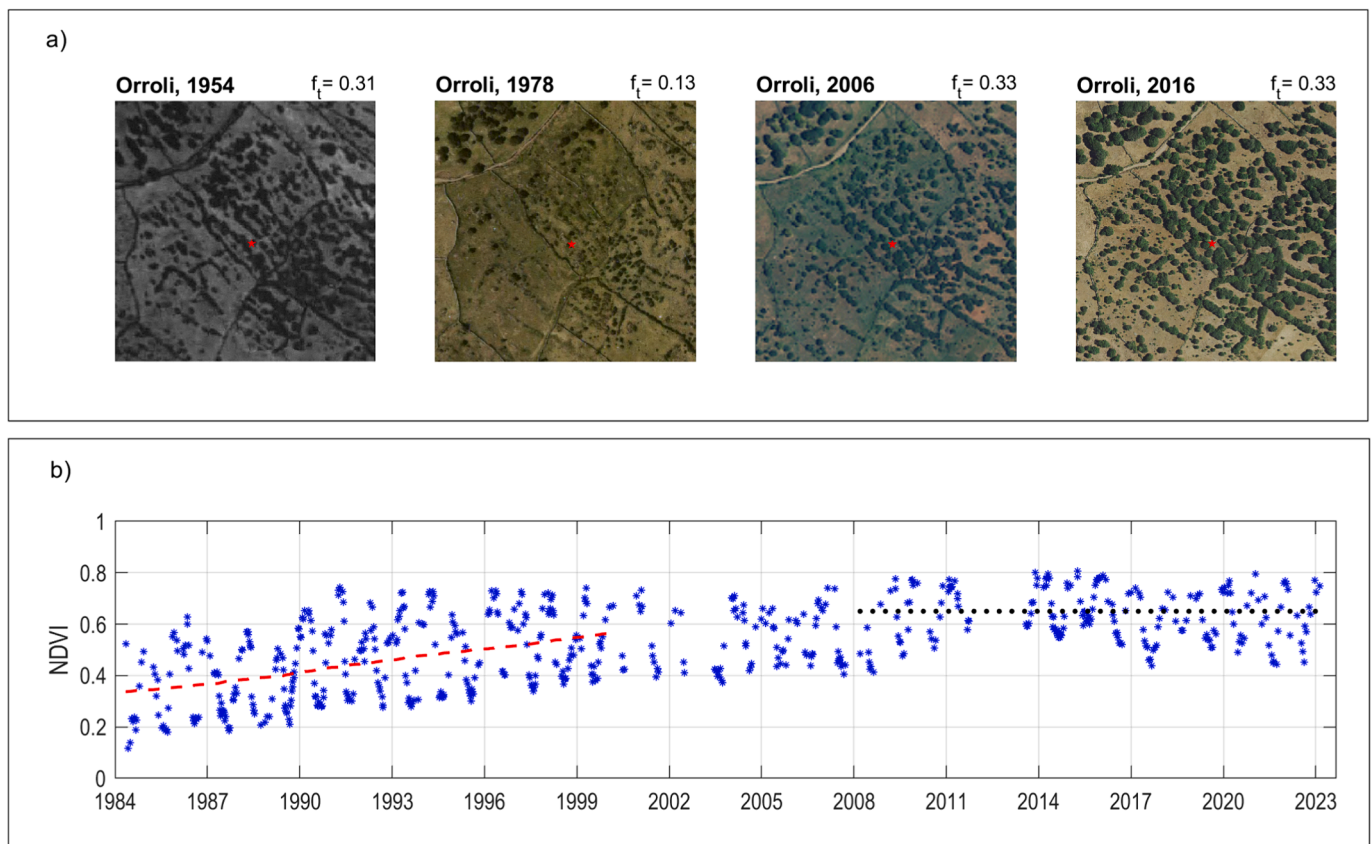 a)
Orroli, 1954 f_t= 0.31 Orroli, 1978 f_t= 0.13 Orroli, 2006 f_t= 0.33 Orroli, 2016 f_t= 0.33
b)
1
0.8
0.6
0.4
0.2
0
NDVI
1984 1987 1990 1993 1996 1999 2002 2005 2008 2011 2014 2017 2020 2023